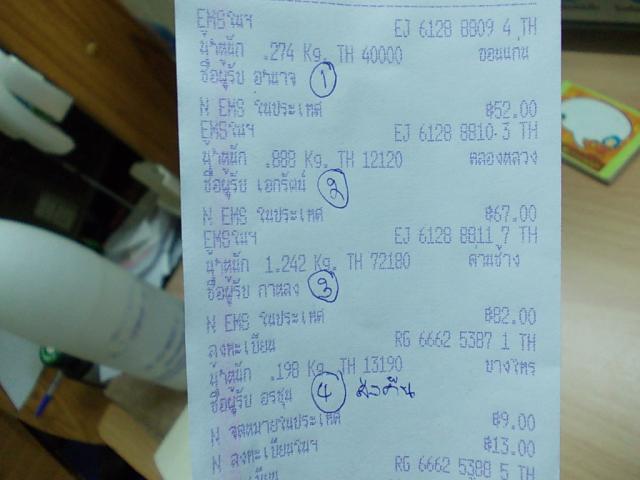 EMSในฯ EJ 6128 8809 4 TH
น้ำหนัก .274 Kg. TH 40000 ขอนแก่น
ชื่อผู้รับ อำนาจ 1
N EMS ในประเทศ ฿52.00
EMSในฯ EJ 6128 8810 3 TH
น้ำหนัก .888 Kg. TH 12120 คลองหลวง
ชื่อผู้รับ เอกรัตน์ 2
N EMS ในประเทศ ฿67.00
EMSในฯ EJ 6128 8811 7 TH
น้ำหนัก 1.242 Kg. TH 72180 สามชุก
ชื่อผู้รับ 3
N EMS ในประเทศ ฿82.00
ลงทะเบียน RG 6662 5387 1 TH
น้ำหนัก .198 Kg. TH 13190 บางไทร
ชื่อผู้รับ อรชุน 4 ส่งคืน
N จดหมายในประเทศ ฿9.00
N ลงทะเบียนในฯ ฿13.00
RG 6662 5388 5 TH